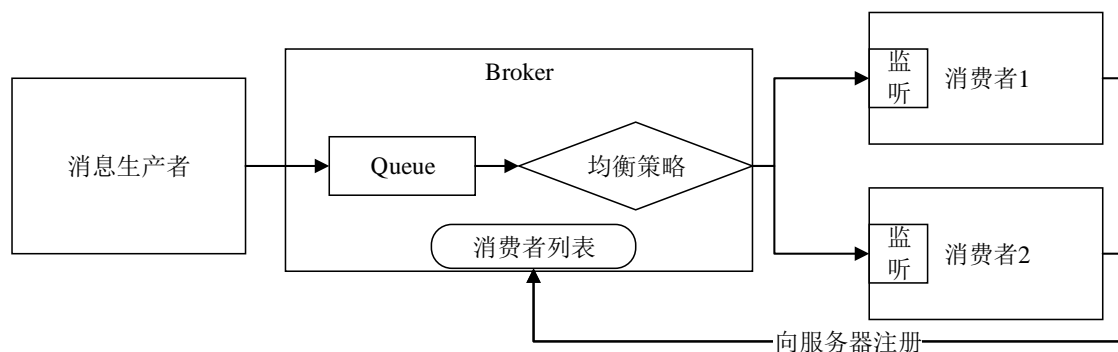 Broker
消息生产者
Queue
均衡策略
消费者列表
监听
消费者1
监听
消费者2
向服务器注册